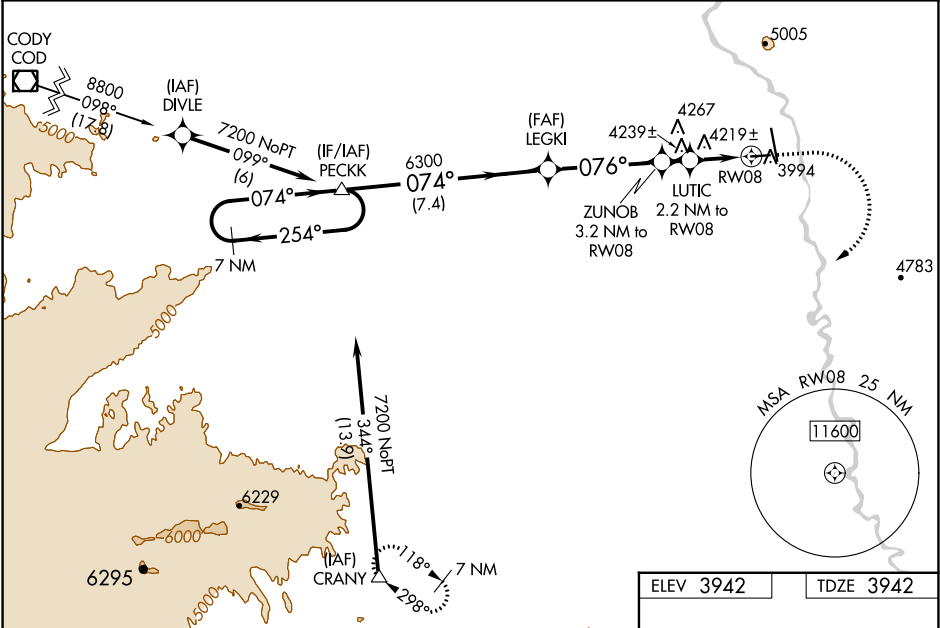 CODY
COD
8800
098°
(17.8)
5000
(IAF)
DIVLE
7200 NoPT
099°
(6)
(IF/IAF)
PECKK
074°
254°
7 NM
6300
074°
(7.4)
(FAF)
LEGKI
076°
4239±
4267
4219±
ZUNOB
3.2 NM to
RW08
LUTIC
2.2 NM to
RW08
RW08
3994
5005
4783
5000
7200 NoPT
344°
(13.9)
6229
6000
6295
5000
(IAF)
CRANY
118°
298°
7 NM
MSA RW08 25 NM
11600
ELEV 3942
TDZE 3942